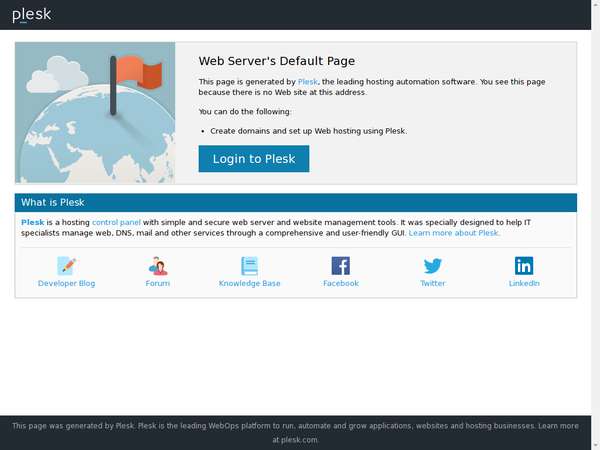 plesk
Web Server's Default Page
This page is generated by Plesk, the leading hosting automation software. You see this page
because there is no Web site at this address.
You can do the following:
• Create domains and set up Web hosting using Plesk.
Login to Plesk
What is Plesk
Plesk is a hosting control panel with simple and secure web server and website management tools. It was specially designed to help IT
specialists manage web, DNS, mail and other services through a comprehensive and user-friendly GUI. Learn more about Plesk.
Developer Blog Forum Knowledge Base Facebook Twitter LinkedIn
This page was generated by Plesk. Plesk is the leading WebOps platform to run, automate and grow applications, websites and hosting businesses. Learn more
at plesk.com.